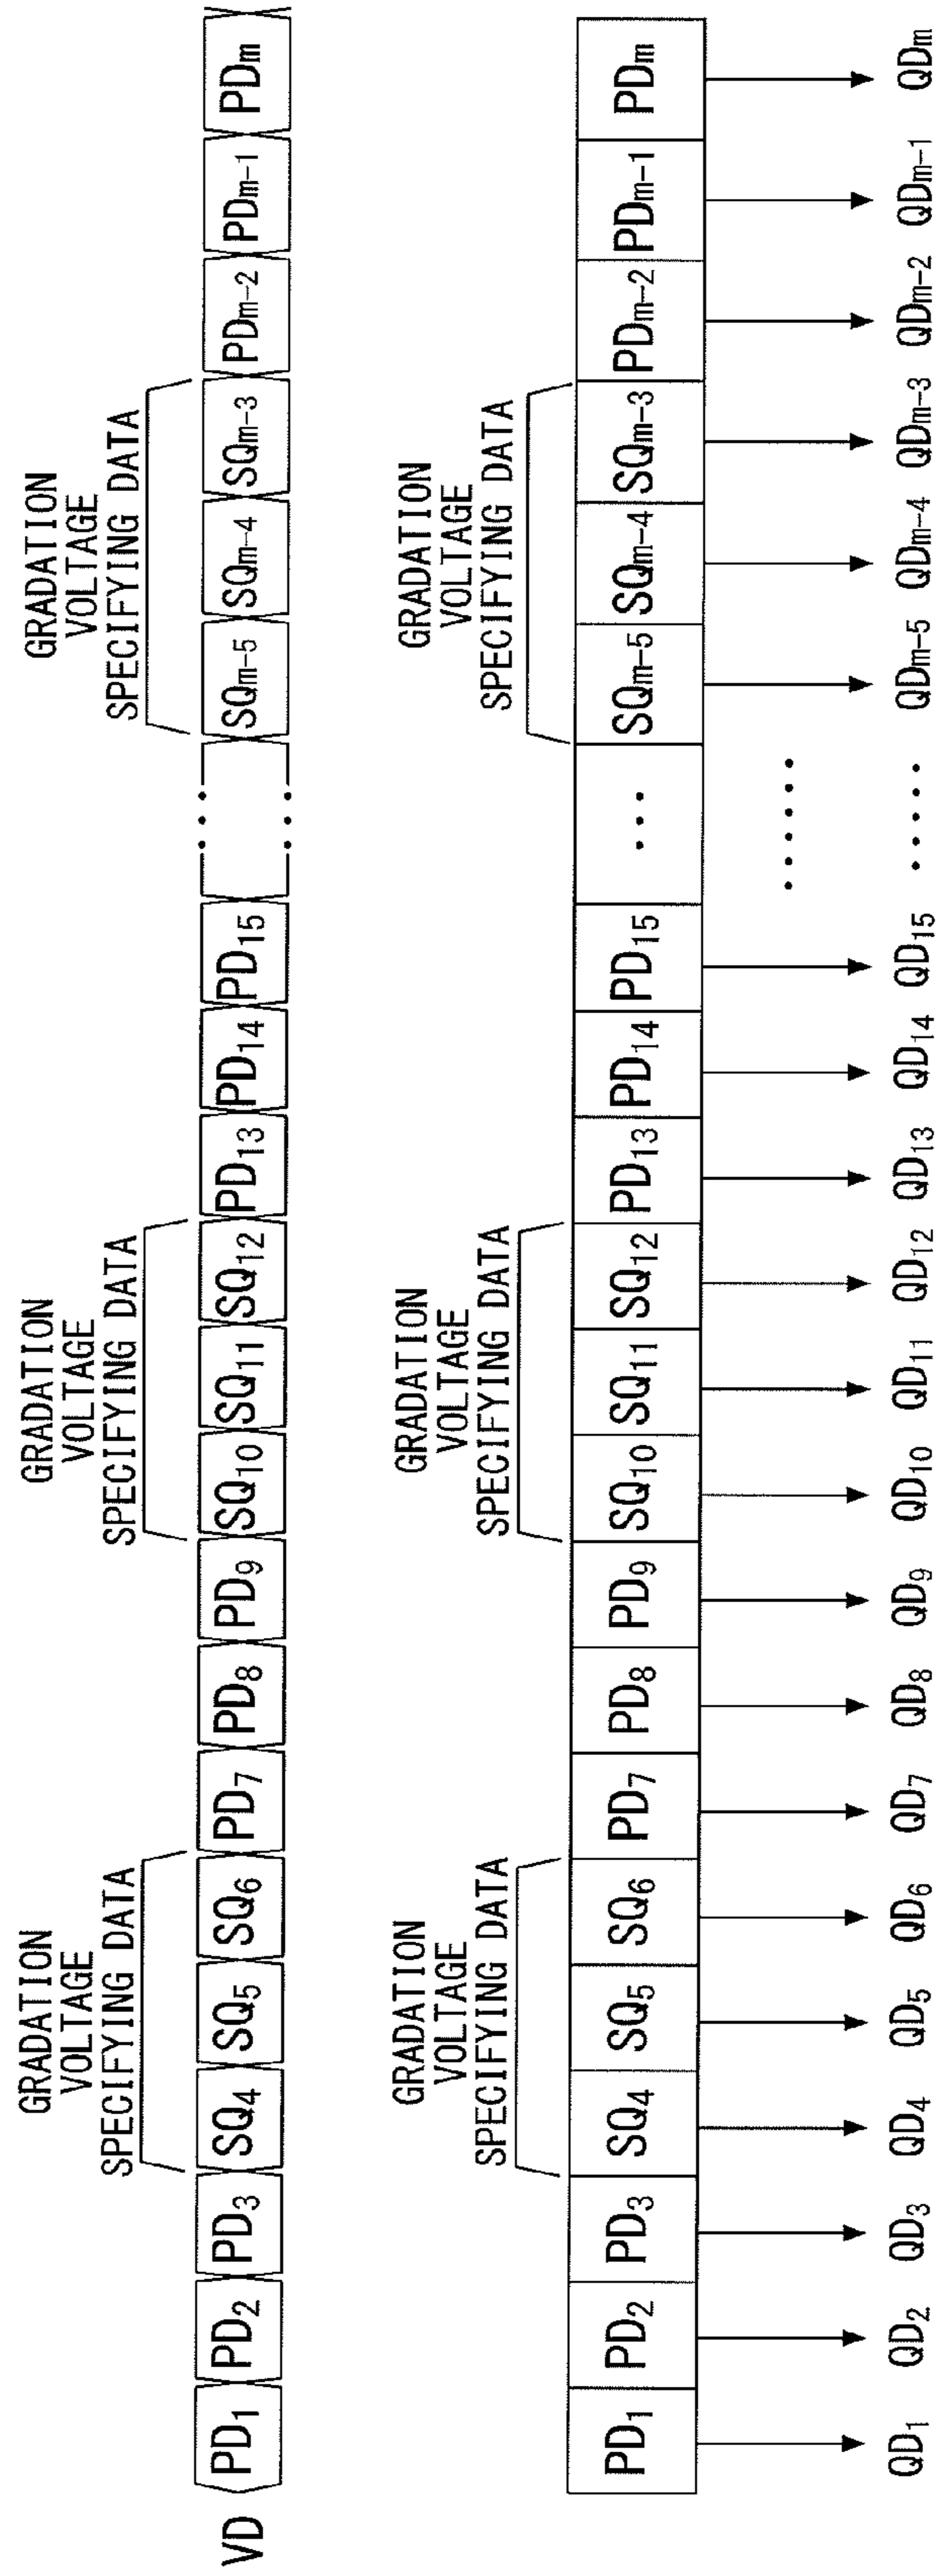 GRADATION
VOLTAGE
SPECIFYING DATA
GRADATION
VOLTAGE
SPECIFYING DATA
GRADATION
VOLTAGE
SPECIFYING DATA
VD PD1 PD2 PD3 SQ4 SQ5 SQ6 PD7 PD8 PD9 SQ10 SQ11 SQ12 PD13 PD14 PD15 ... SQm-5 SQm-4 SQm-3 PDm-2 PDm-1 PDm
GRADATION
VOLTAGE
SPECIFYING DATA
GRADATION
VOLTAGE
SPECIFYING DATA
GRADATION
VOLTAGE
SPECIFYING DATA
PD1 PD2 PD3 SQ4 SQ5 SQ6 PD7 PD8 PD9 SQ10 SQ11 SQ12 PD13 PD14 PD15 ... SQm-5 SQm-4 SQm-3 PDm-2 PDm-1 PDm
......
QD1 QD2 QD3 QD4 QD5 QD6 QD7 QD8 QD9 QD10 QD11 QD12 QD13 QD14 QD15 ..... QDm-5 QDm-4 QDm-3 QDm-2 QDm-1 QDm